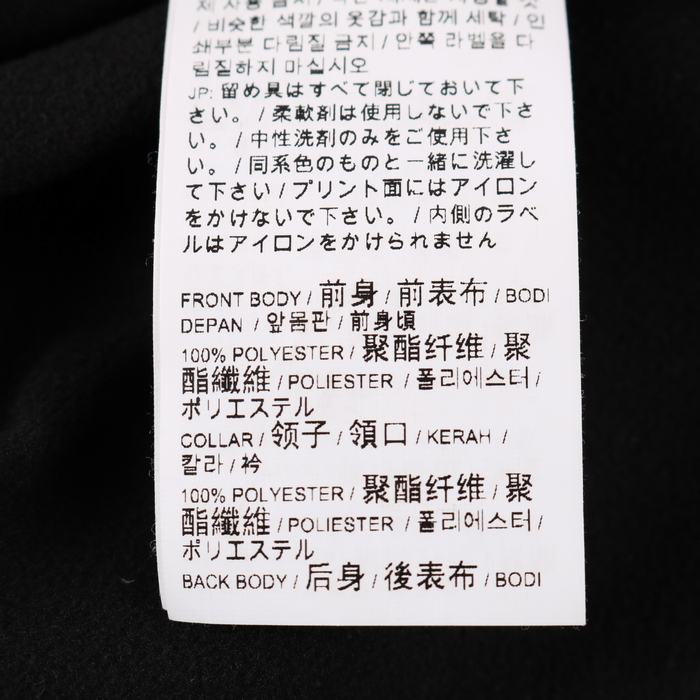 / 비슷한 색깔의 옷감과 함께 세탁 / 인
쇄부분 다림질 금지 / 안쪽 라벨을 다
림질하지 마십시오
JP: 留め具はすべて閉じておいて下
さい。 / 柔軟剤は使用しないで下さ
い。 / 中性洗剤のみをご使用下さ
い。 / 同系色のものと一緒に洗濯し
て下さい / プリント面にはアイロン
をかけないで下さい。 / 内側のラベ
ルはアイロンをかけられません
FRONT BODY / 前身 / 前表布 / BODI
DEPAN / 앞몸판 / 前身頃
100% POLYESTER / 聚酯纤维 / 聚
酯纖維 / POLIESTER / 폴리에스터 /
ポリエステル
COLLAR / 领子 / 領口 / KERAH /
칼라 / 衿
100% POLYESTER / 聚酯纤维 / 聚
酯纖維 / POLIESTER / 폴리에스터 /
ポリエステル
BACK BODY / 后身 / 後表布 / BODI